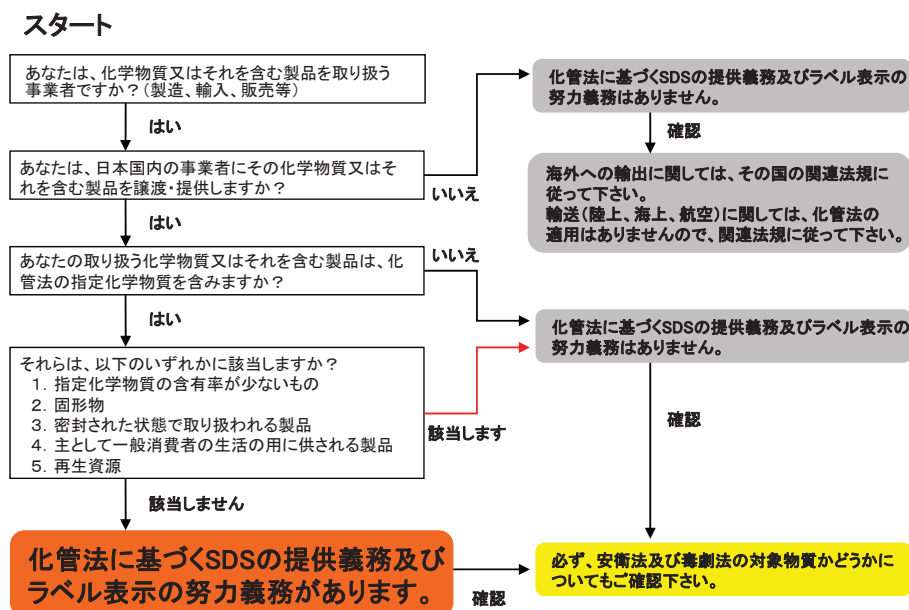 スタート
あなたは、化学物質又はそれを含む製品を取り扱う
事業者ですか？（製造、輸入、販売等）
はい
あなたは、日本国内の事業者にその化学物質又はそ
れを含む製品を譲渡・提供しますか？
いいえ
はい
あなたの取り扱う化学物質又はそれを含む製品は、化
管法の指定化学物質を含みますか？
いいえ
はい
それらは、以下のいずれかに該当しますか？
１．指定化学物質の含有率が少ないもの
２．固形物
３．密封された状態で取り扱われる製品
４．主として一般消費者の生活の用に供される製品
５．再生資源
該当します
該当しません
化管法に基づくSDSの提供義務及び
ラベル表示の努力義務があります。
確認
化管法に基づくSDSの提供義務及びラベル表示の
努力義務はありません。
確認
海外への輸出に関しては、その国の関連法規に
従って下さい。
輸送（陸上、海上、航空）に関しては、化管法の
適用はありませんので、関連法規に従って下さい。
化管法に基づくSDSの提供義務及びラベル表示の
努力義務はありません。
確認
必ず、安衛法及び毒劇法の対象物質かどうかに
ついてもご確認下さい。